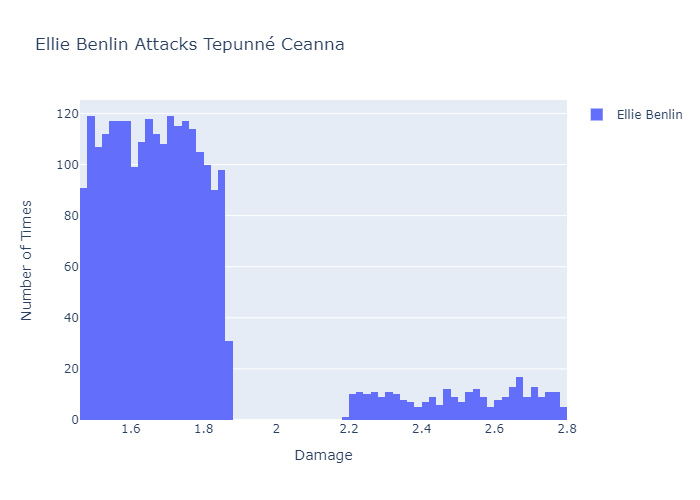 Ellie Benlin Attacks Tepunné Ceanna
Ellie Benlin
120
100
80
60
40
20
0
1.6 1.8 2 2.2 2.4 2.6 2.8
Number of Times
Damage